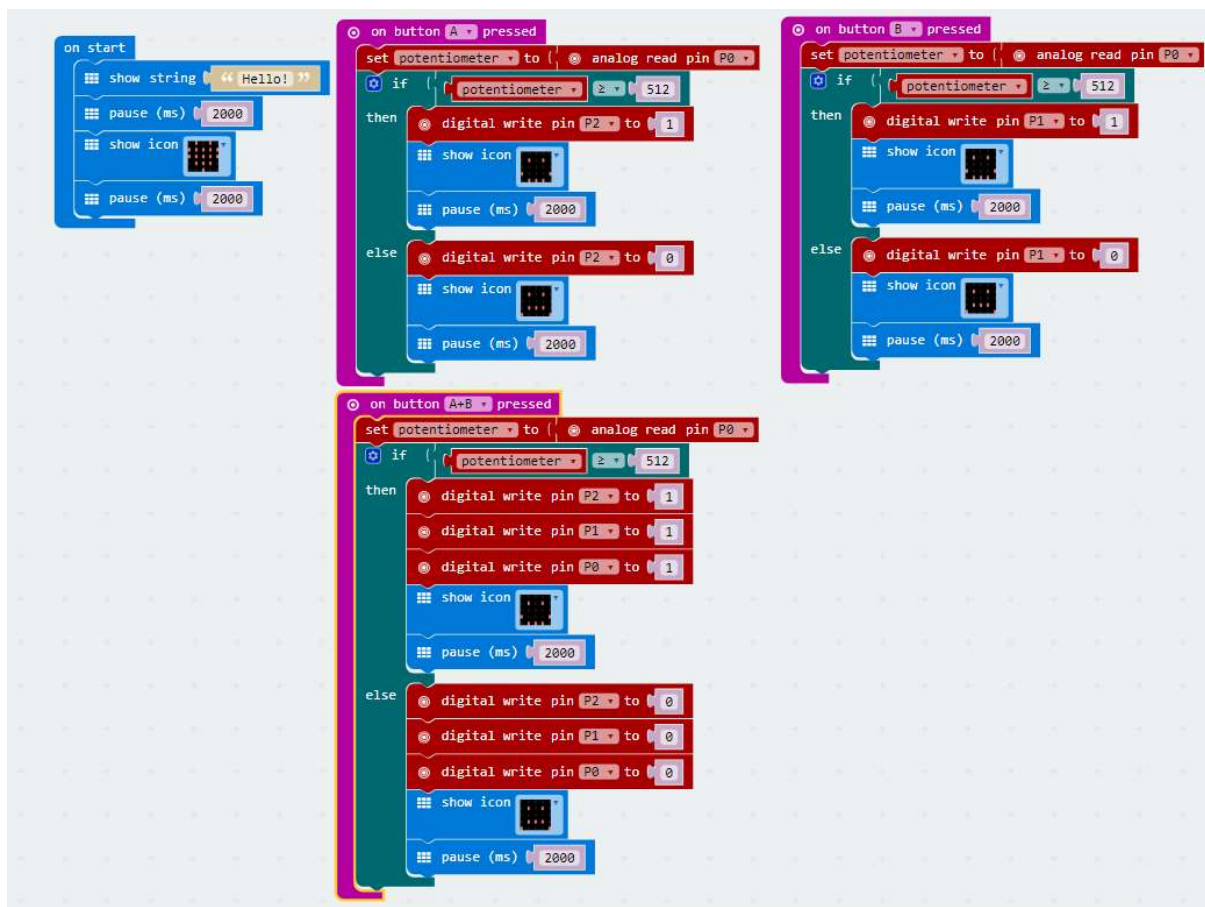 on start
show string “ Hello! ”
pause (ms) 2000
show icon
pause (ms) 2000
on button A pressed
set potentiometer to ( analog read pin P0
if ( potentiometer ≥ 512
then digital write pin P2 to 1
show icon
pause (ms) 2000
else digital write pin P2 to 0
show icon
pause (ms) 2000
on button B pressed
set potentiometer to ( analog read pin P0
if ( potentiometer ≥ 512
then digital write pin P1 to 1
show icon
pause (ms) 2000
else digital write pin P1 to 0
show icon
pause (ms) 2000
on button A+B pressed
set potentiometer to ( analog read pin P0
if ( potentiometer ≥ 512
then digital write pin P2 to 1
digital write pin P1 to 1
digital write pin P0 to 1
show icon
pause (ms) 2000
else digital write pin P2 to 0
digital write pin P1 to 0
digital write pin P0 to 0
show icon
pause (ms) 2000